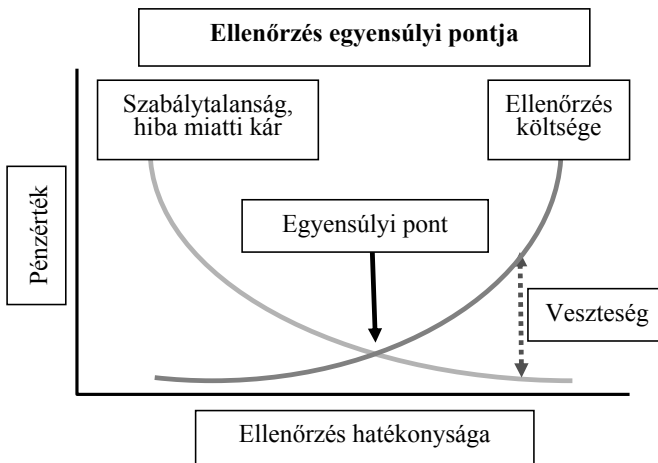 Ellenőrzés egyensúlyi pontja
Szabálytalanság,
hiba miatti kár
Ellenőrzés
költsége
Pénzérték
Egyensúlyi pont
Veszteség
Ellenőrzés hatékonysága